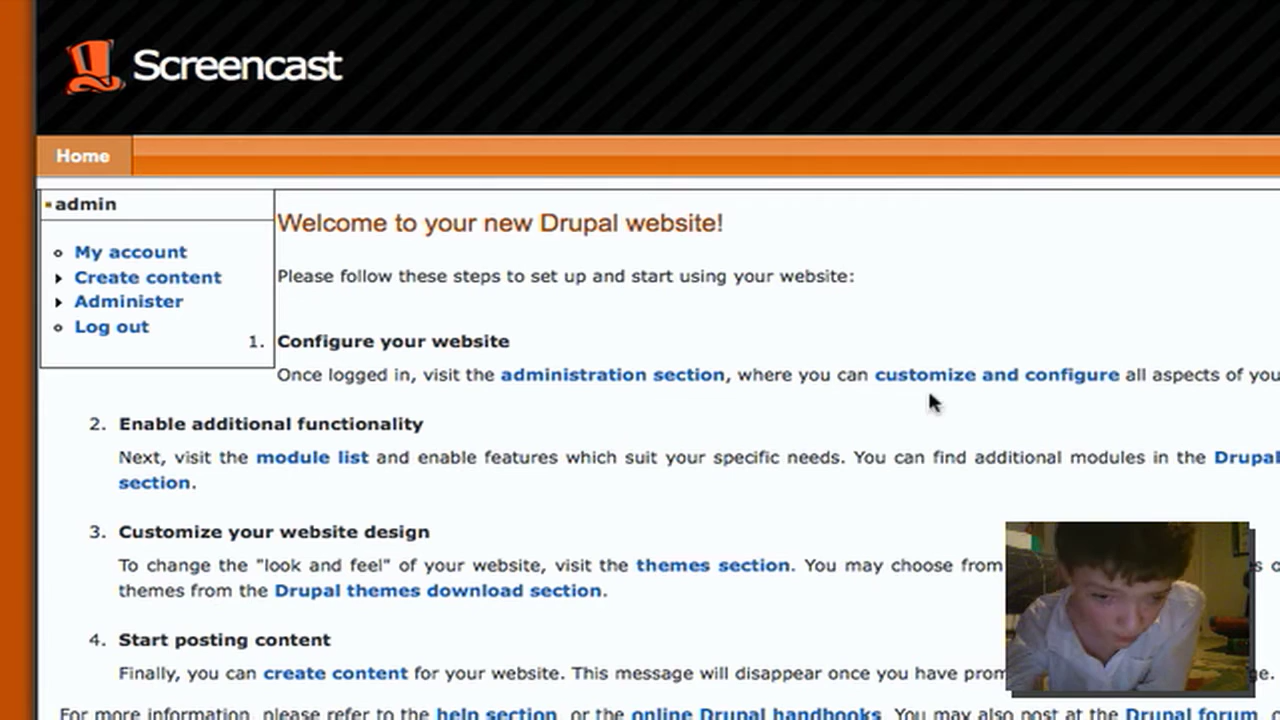 Screencast
Home
admin
My account
Create content
Administer
Log out
Welcome to your new Drupal website!
Please follow these steps to set up and start using your website:
1. Configure your website
Once logged in, visit the administration section, where you can customize and configure all aspects of you
2. Enable additional functionality
Next, visit the module list and enable features which suit your specific needs. You can find additional modules in the Drupal
section.
3. Customize your website design
To change the "look and feel" of your website, visit the themes section. You may choose from
themes from the Drupal themes download section.
4. Start posting content
Finally, you can create content for your website. This message will disappear once you have prom ge.
For more information, please refer to the help section, or the online Drupal handbooks. You may also post at the Drupal forum,